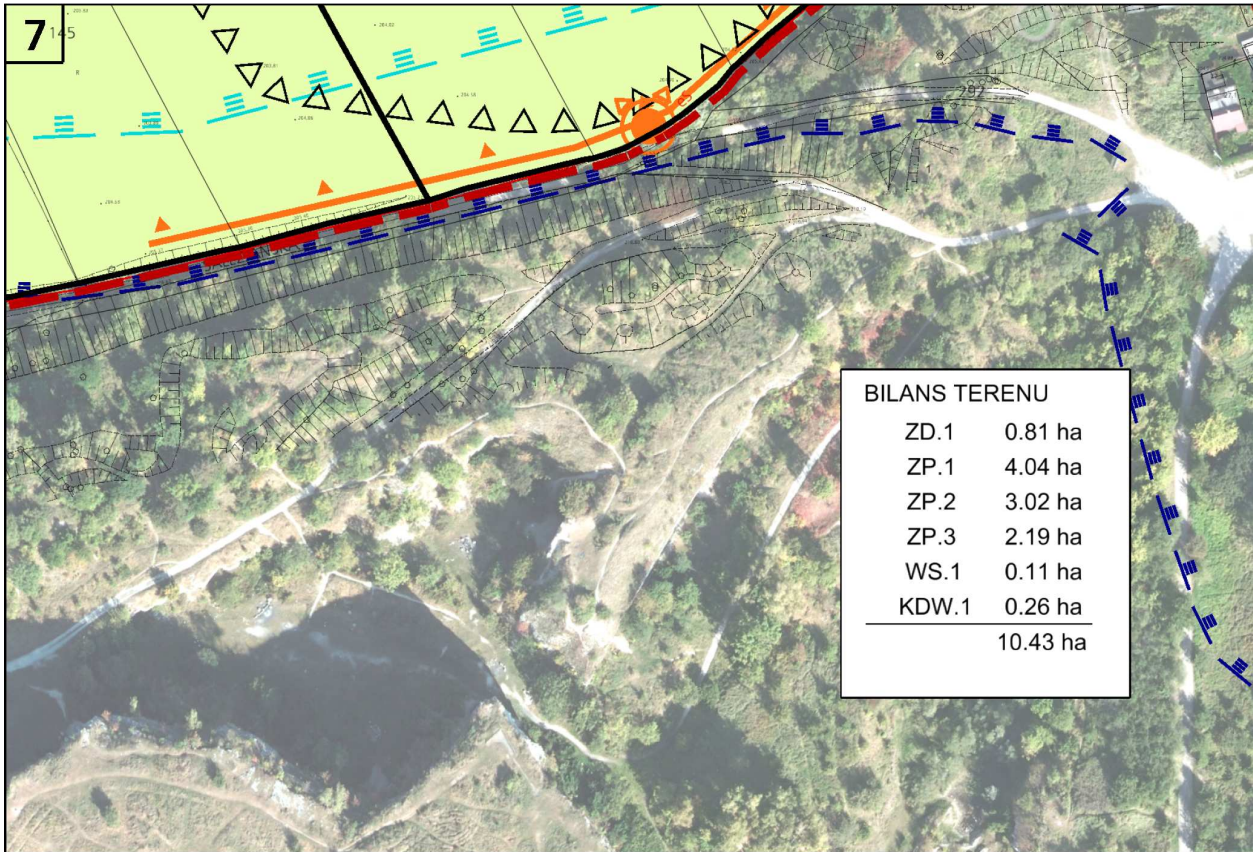 7
145
R
BILANS TERENU
ZD.1 0.81 ha
ZP.1 4.04 ha
ZP.2 3.02 ha
ZP.3 2.19 ha
WS.1 0.11 ha
KDW.1 0.26 ha
10.43 ha